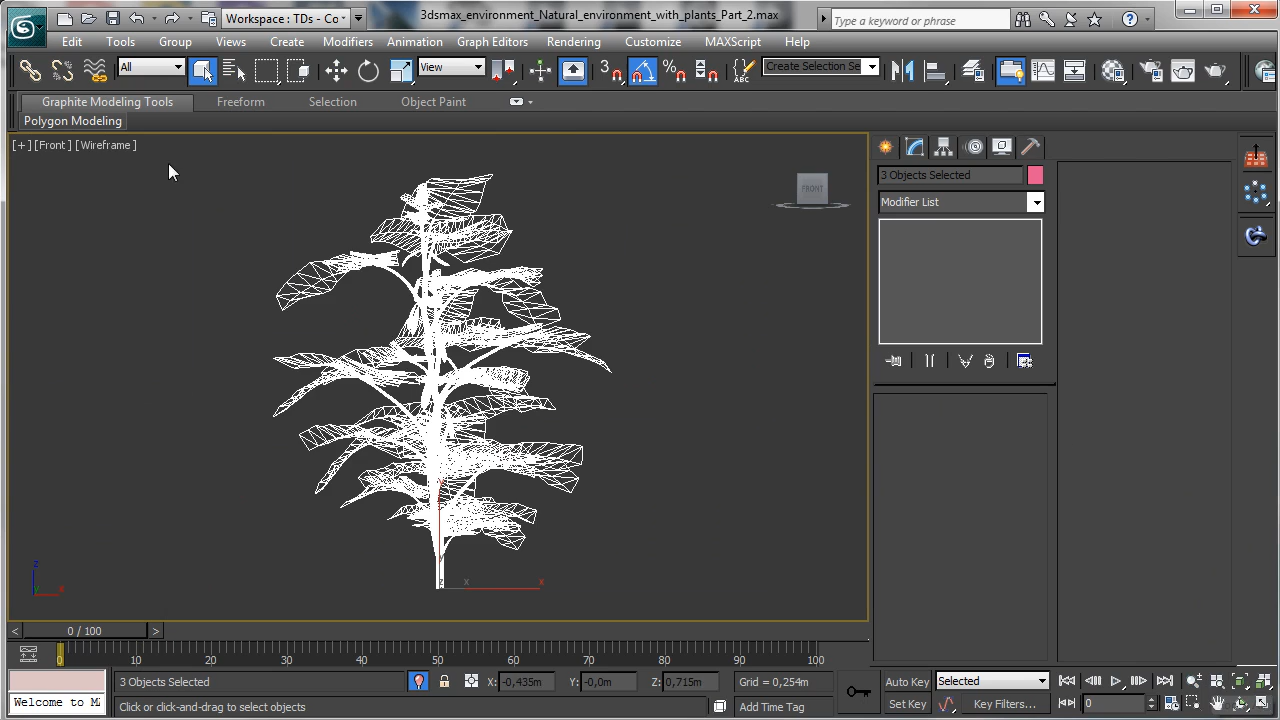 Workspace : TDs - Co
3dsmax_environment_Natural_environment_with_plants_Part_2.max
Type a keyword or phrase
Edit Tools Group Views Create Modifiers Animation Graph Editors Rendering Customize MAXScript Help
All View 3 ABC Create Selection Se
Graphite Modeling Tools Freeform Selection Object Paint
Polygon Modeling
[+] [Front] [Wireframe]
FRONT
3 Objects Selected
Modifier List
y
y
z x x
z
y x
< 0 / 100 >
0 10 20 30 40 50 60 70 80 90 100
3 Objects Selected X: -0,435m Y: -0,0m Z: 0,715m Grid = 0,254m Auto Key Selected
Welcome to M
Click or click-and-drag to select objects Add Time Tag Set Key Key Filters... 0